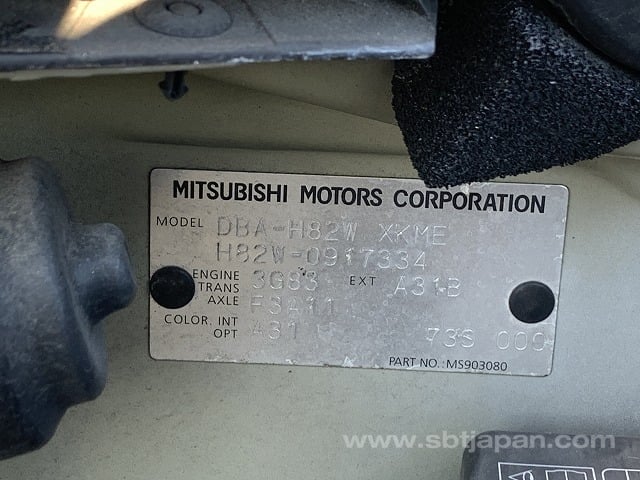 MITSUBISHI MOTORS CORPORATION
MODEL DBA-H82W XKME
H82W-0917334
ENGINE 3G83 EXT A31B
TRANS
AXLE F3A11
COLOR. INT
OPT A31 73S 000
PART NO.: MS903080
www.sbtjapan.com